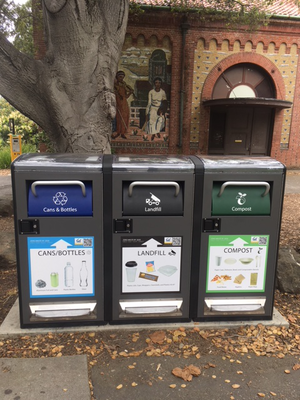 Cans & Bottles
Landfill
Compost
CANS/BOTTLES
LANDFILL
COMPOST